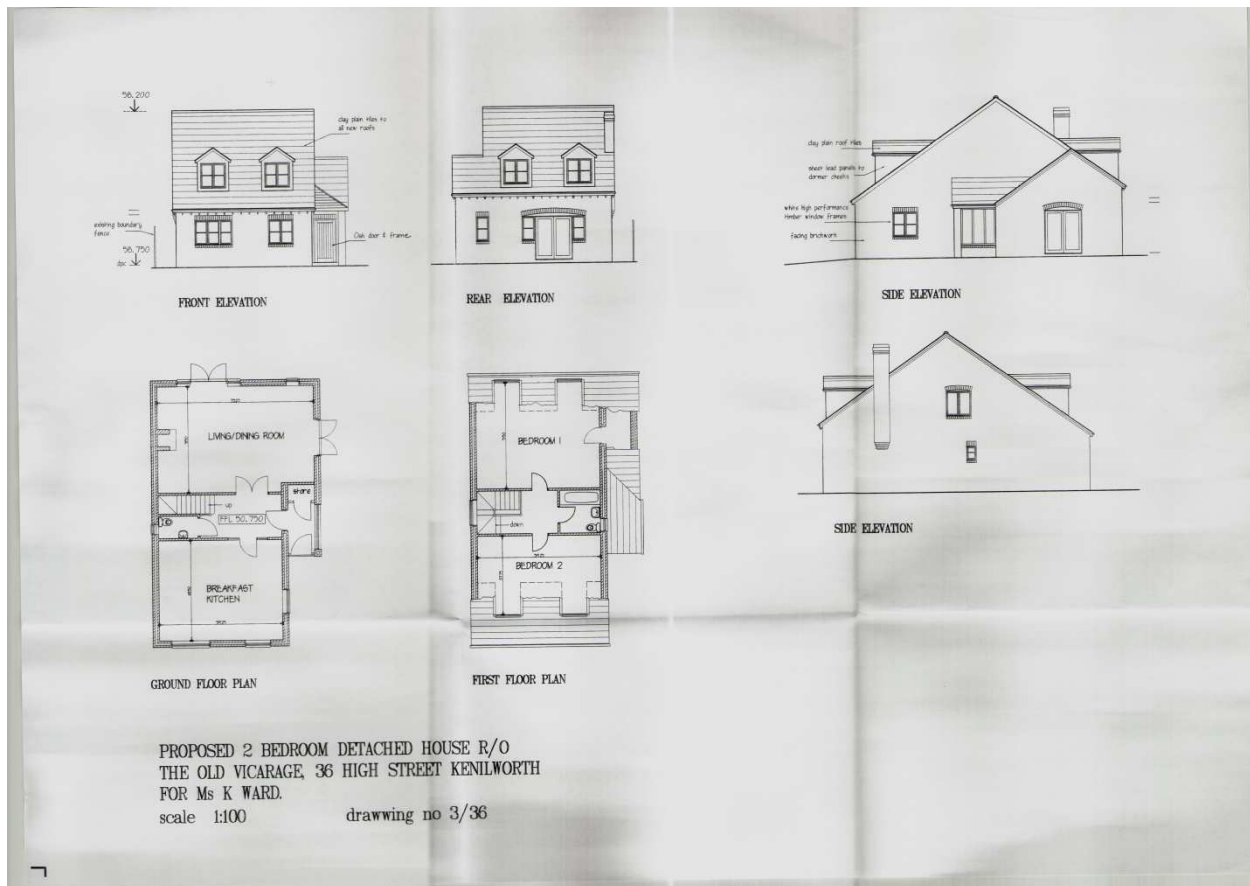 58.200
clay plain tiles to
all new roofs
existing boundary
fence
56.750
dpc
Oak door & frame
FRONT ELEVATION
REAR ELEVATION
clay plain roof tiles
sheer lead panels to
dormer cheeks
white high performance
timber window frames
facing brickwork
SIDE ELEVATION
SIDE ELEVATION
LIVING/DINING ROOM
up
store
FFL 50.750
BREAKFAST
KITCHEN
GROUND FLOOR PLAN
BEDROOM 1
down
BEDROOM 2
FIRST FLOOR PLAN
PROPOSED 2 BEDROOM DETACHED HOUSE R/O
THE OLD VICARAGE, 36 HIGH STREET KENILWORTH
FOR Ms K WARD.
scale 1:100 drawwing no 3/36